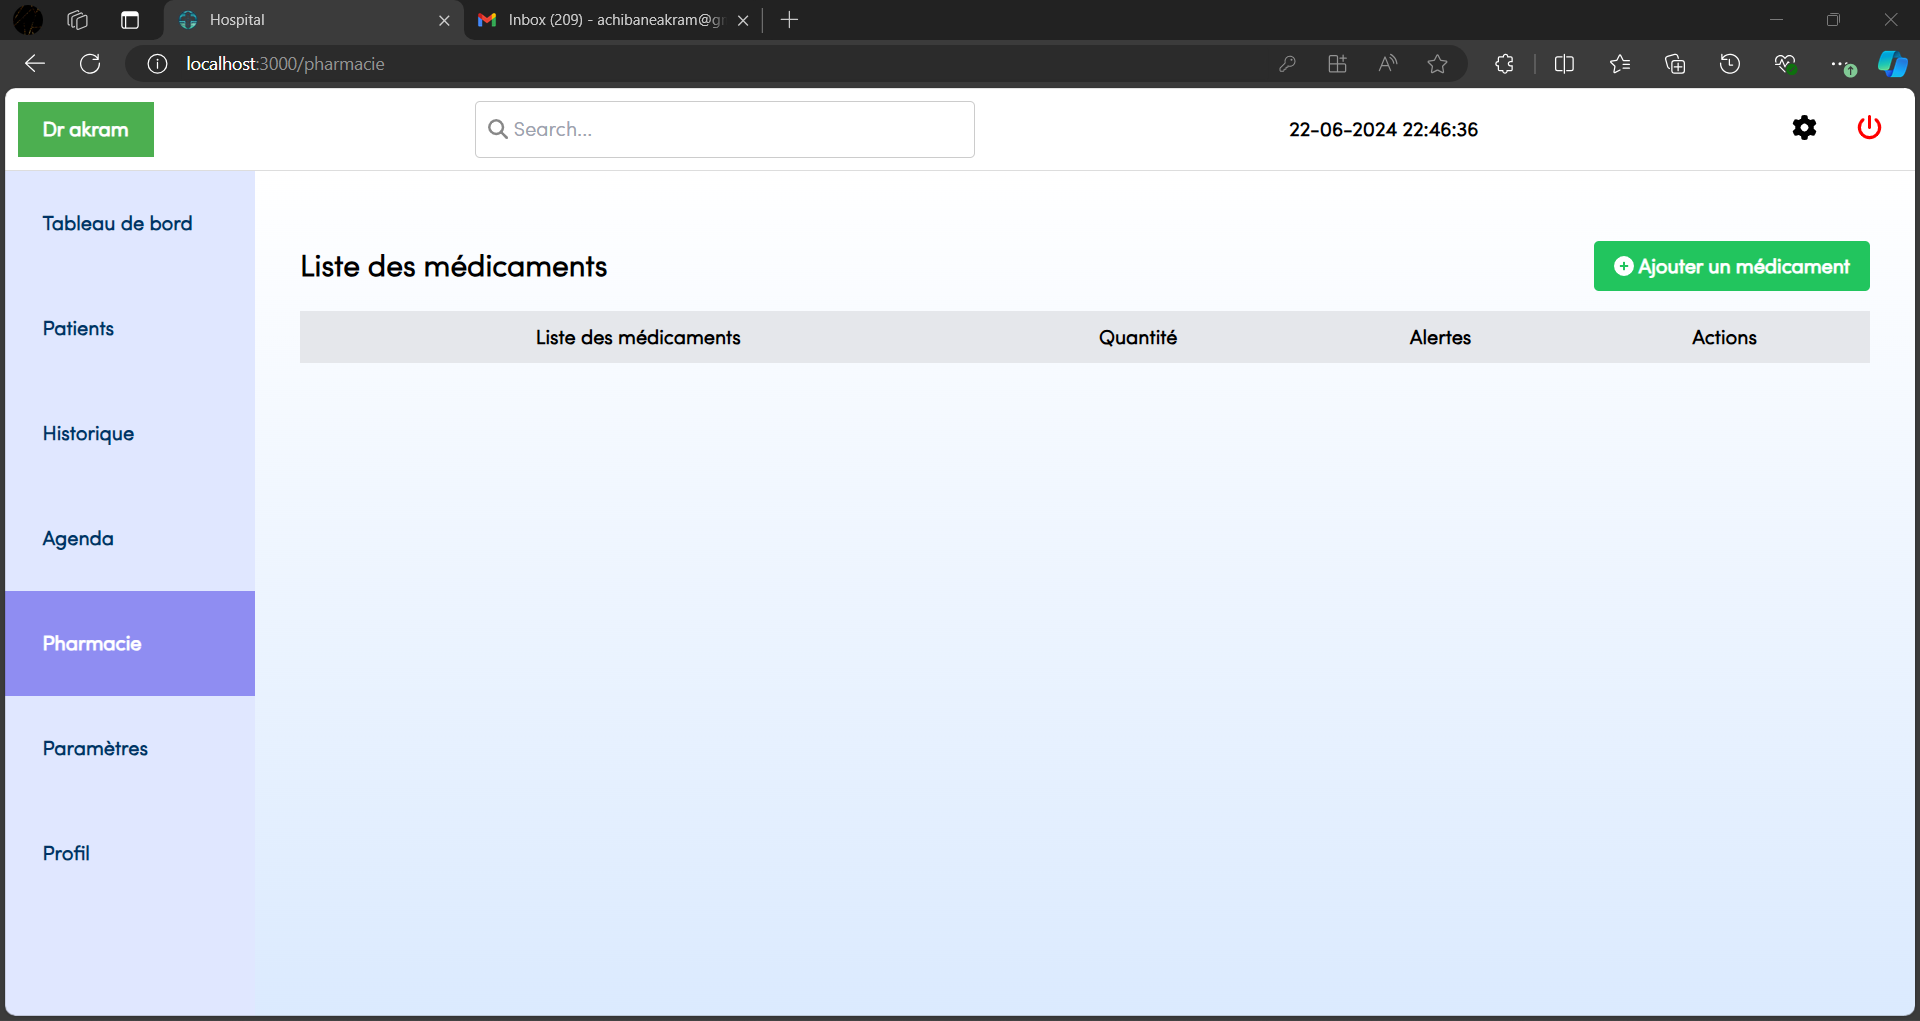 Hospital
Inbox (209) - achibaneakram@g
localhost:3000/pharmacie
Dr akram
Search...
22-06-2024 22:46:36
Tableau de bord
Patients
Historique
Agenda
Pharmacie
Paramètres
Profil
Liste des médicaments
Ajouter un médicament
Liste des médicaments Quantité Alertes Actions